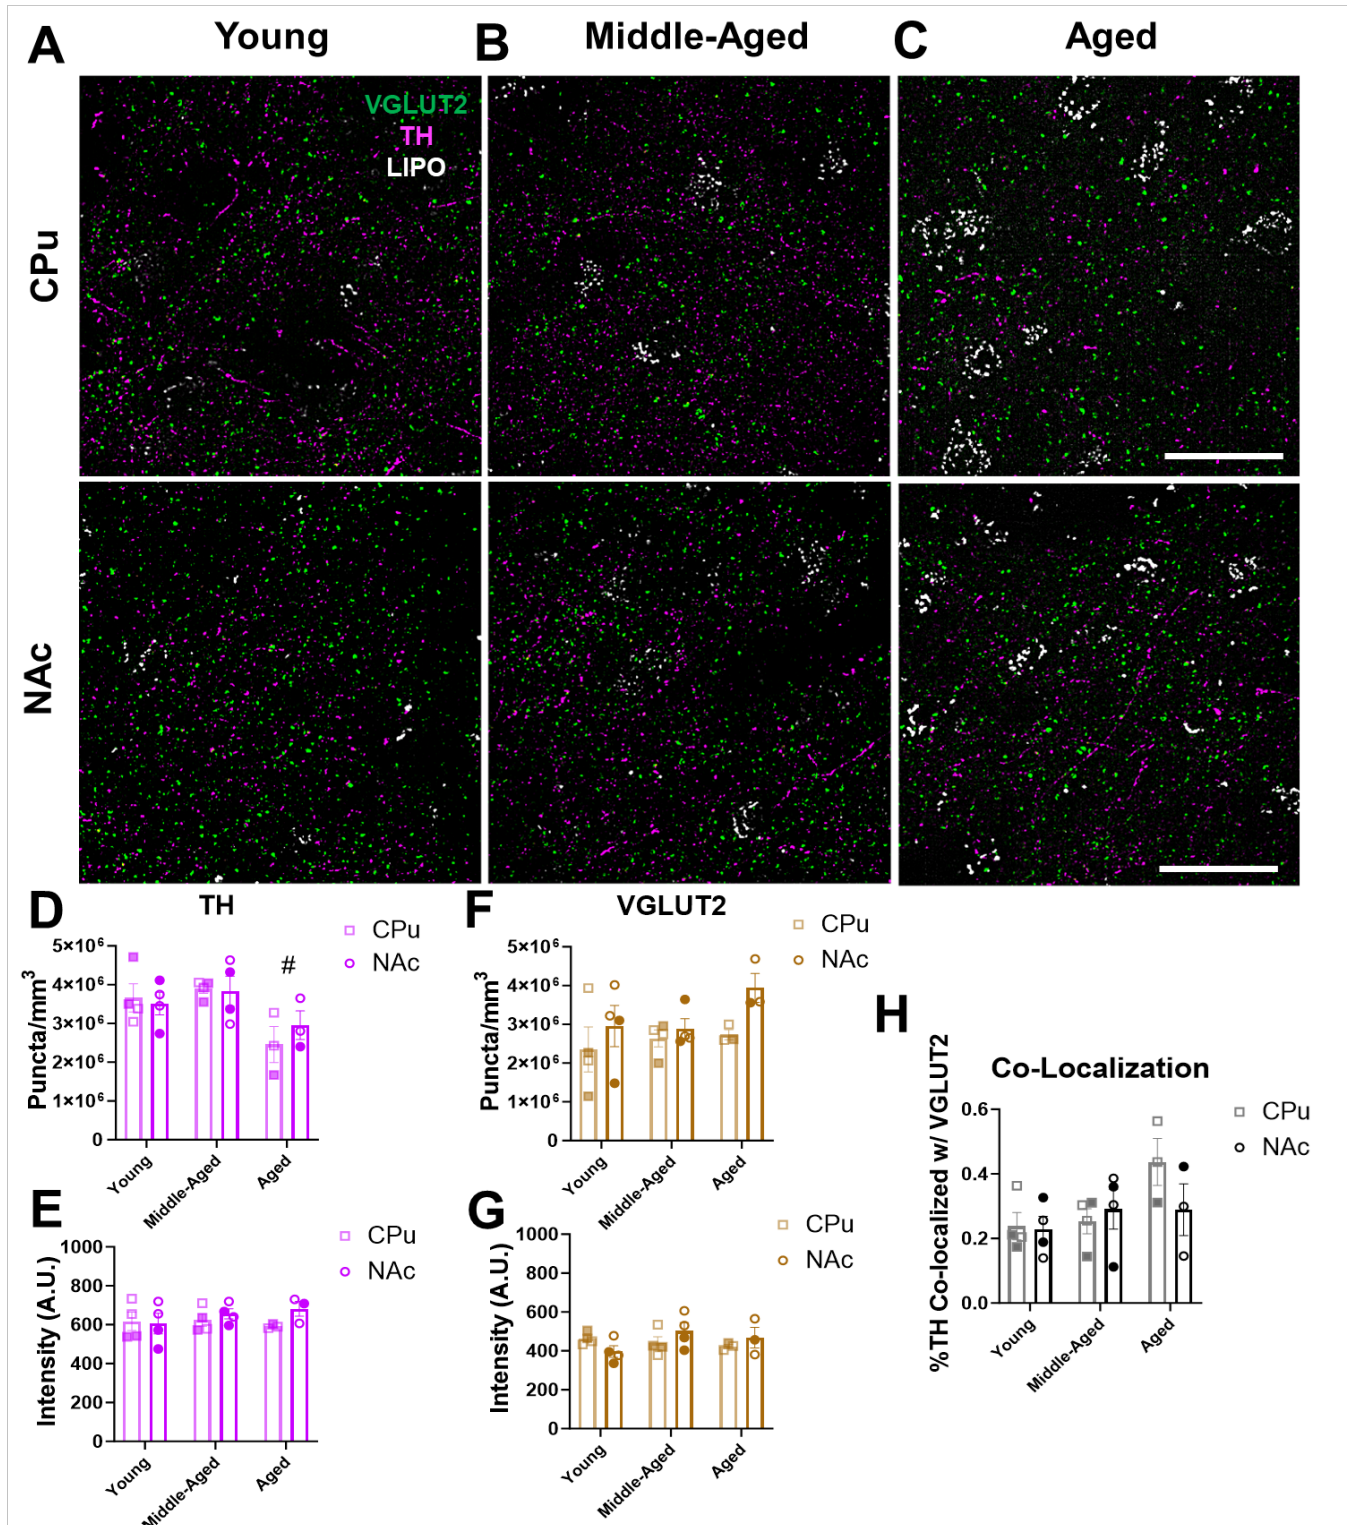 A Young B Middle-Aged C Aged
VGLUT2
TH
LIPO
CPu
NAc
D TH
CPu
NAc
#
Puncta/mm³
5×10⁶
4×10⁶
3×10⁶
2×10⁶
1×10⁶
0
Young
Middle-Aged
Aged
F VGLUT2
CPu
NAc
Puncta/mm³
5×10⁶
4×10⁶
3×10⁶
2×10⁶
1×10⁶
0
Young
Middle-Aged
Aged
E
CPu
NAc
Intensity (A.U.)
1000
800
600
400
200
0
Young
Middle-Aged
Aged
G
CPu
NAc
Intensity (A.U.)
1000
800
600
400
200
0
Young
Middle-Aged
Aged
H
Co-Localization
CPu
NAc
%TH Co-localized w/ VGLUT2
0.6
0.4
0.2
0.0
Young
Middle-Aged
Aged